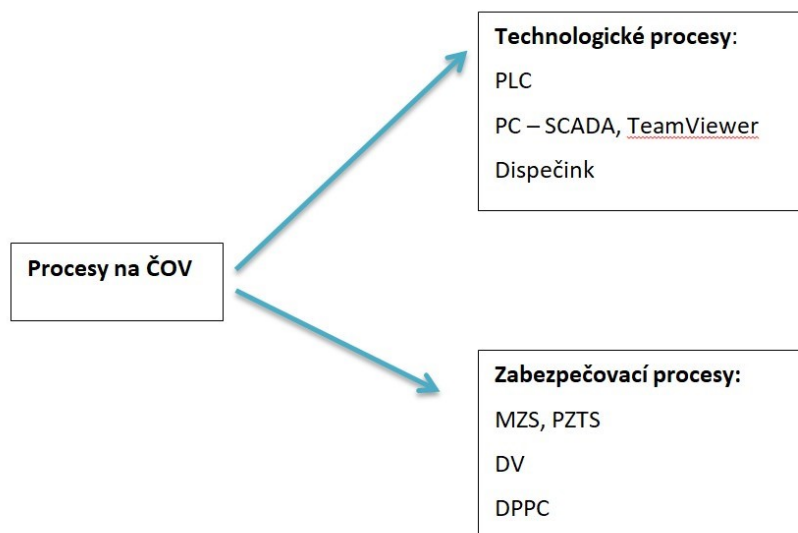 Technologické procesy:
PLC
PC – SCADA, TeamViewer
Dispečink
Procesy na ČOV
Zabezpečovací procesy:
MZS, PZTS
DV
DPPC